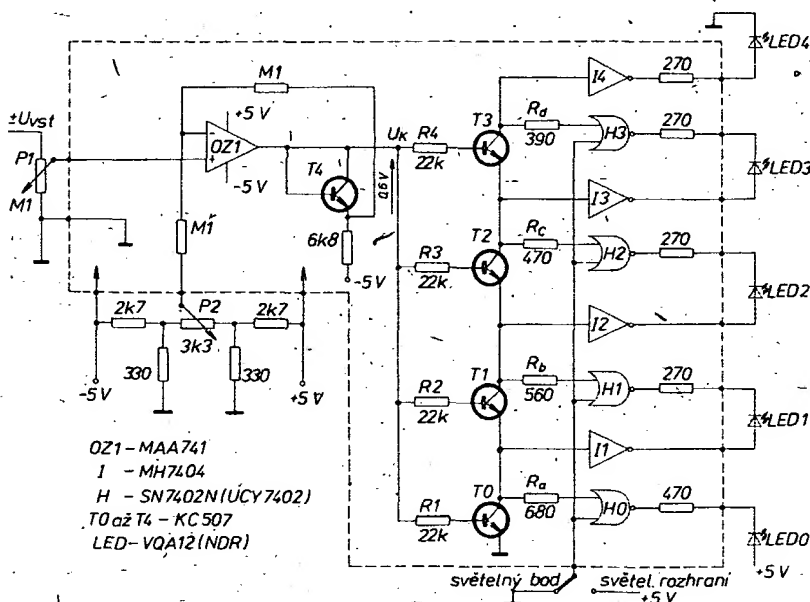 LED4
M1
I4
270
+5 V
±Uvst
OZ1
T3
Rd
390
H3
270
P1
-5 V
UK
R4
22k
T4
0,6 V
I3
LED3
M1
M1
6k8
-5 V
T2
Rc
470
H2
270
R3
22k
2k7
P2
2k7
3k3
I2
LED2
330
330
-5 V
+5 V
T1
Rb
560
H1
270
R2
22k
I1
LED1
OZ1 - MAA741
I - MH7404
H - SN7402N (UCY7402)
T0 až T4 - KC507
LED - VQA12 (NDR)
T0
Ra
680
H0
470
R1
22k
LED0
+5 V
světelný bod
světel. rozhraní
+5 V